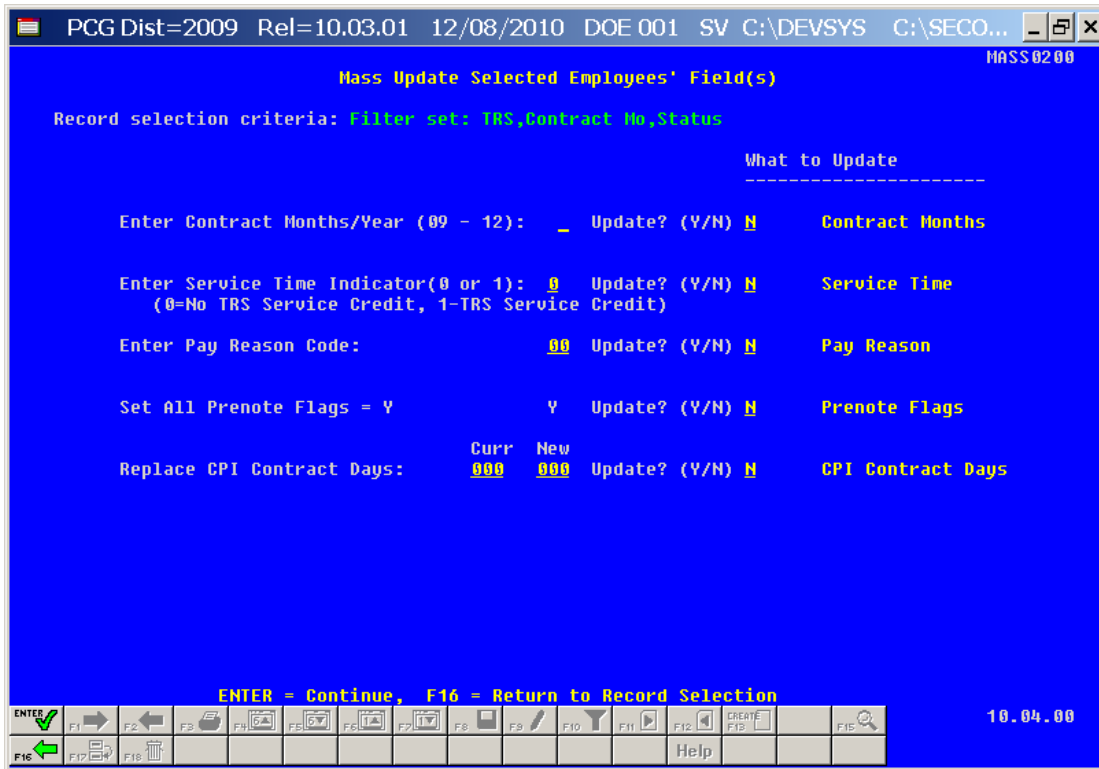 PCG Dist=2009 Rel=10.03.01 12/08/2010 DOE 001 SV C:\DEVSYS C:\SECO...
MASS0200
Mass Update Selected Employees' Field(s)
Record selection criteria: Filter set: TRS,Contract Mo,Status
What to Update
----------------------
Enter Contract Months/Year (09 - 12): _ Update? (Y/N) N Contract Months
Enter Service Time Indicator(0 or 1): 0 Update? (Y/N) N Service Time
(0=No TRS Service Credit, 1-TRS Service Credit)
Enter Pay Reason Code: 00 Update? (Y/N) N Pay Reason
Set All Prenote Flags = Y Y Update? (Y/N) N Prenote Flags
Curr New
Replace CPI Contract Days: 000 000 Update? (Y/N) N CPI Contract Days
ENTER = Continue, F16 = Return to Record Selection
ENTER F1 F2 F3 F4 F5 F6 F7 F8 F9 F10 F11 F12 CREATE F13 F15 10.04.00
F16 F17 F18 Help